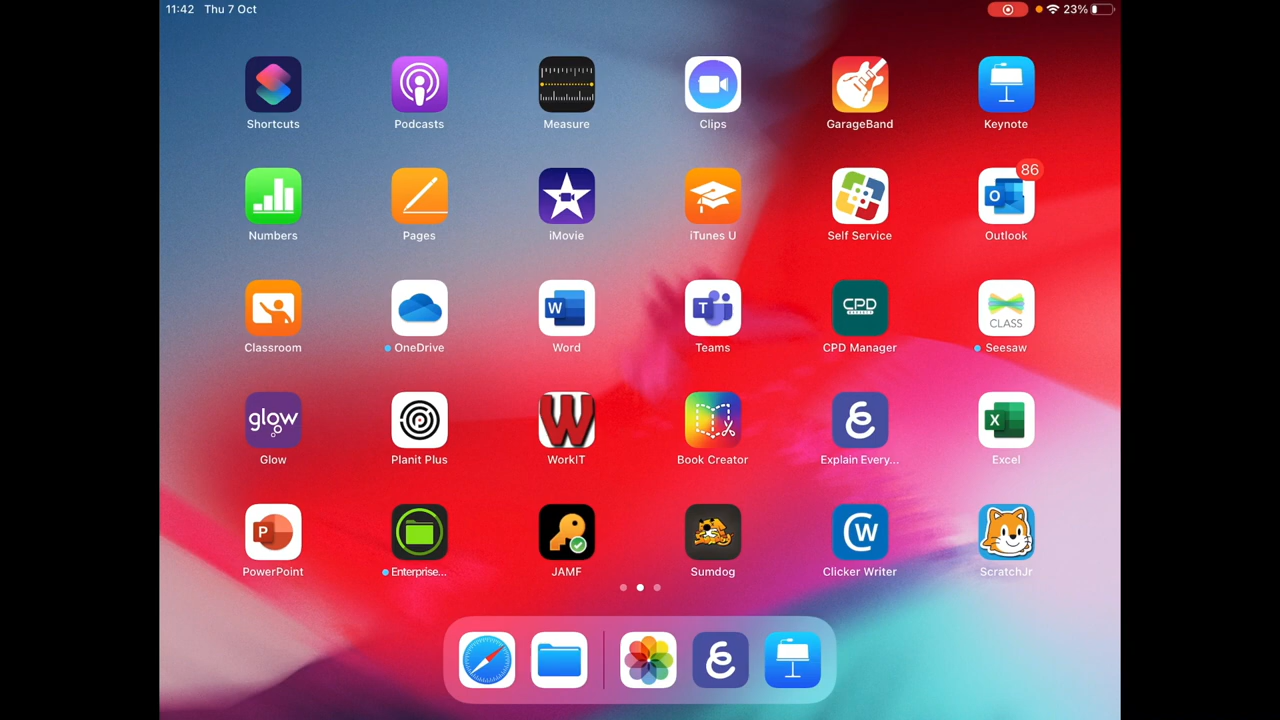 11:42 Thu 7 Oct 23%
Shortcuts Podcasts Measure Clips GarageBand Keynote
86
Numbers Pages iMovie iTunes U Self Service Outlook
CPD
CLASS
Classroom OneDrive Word Teams CPD Manager Seesaw
glow
Glow Planit Plus WorkIT Book Creator Explain Every... Excel
PowerPoint Enterprise... JAMF Sumdog Clicker Writer ScratchJr